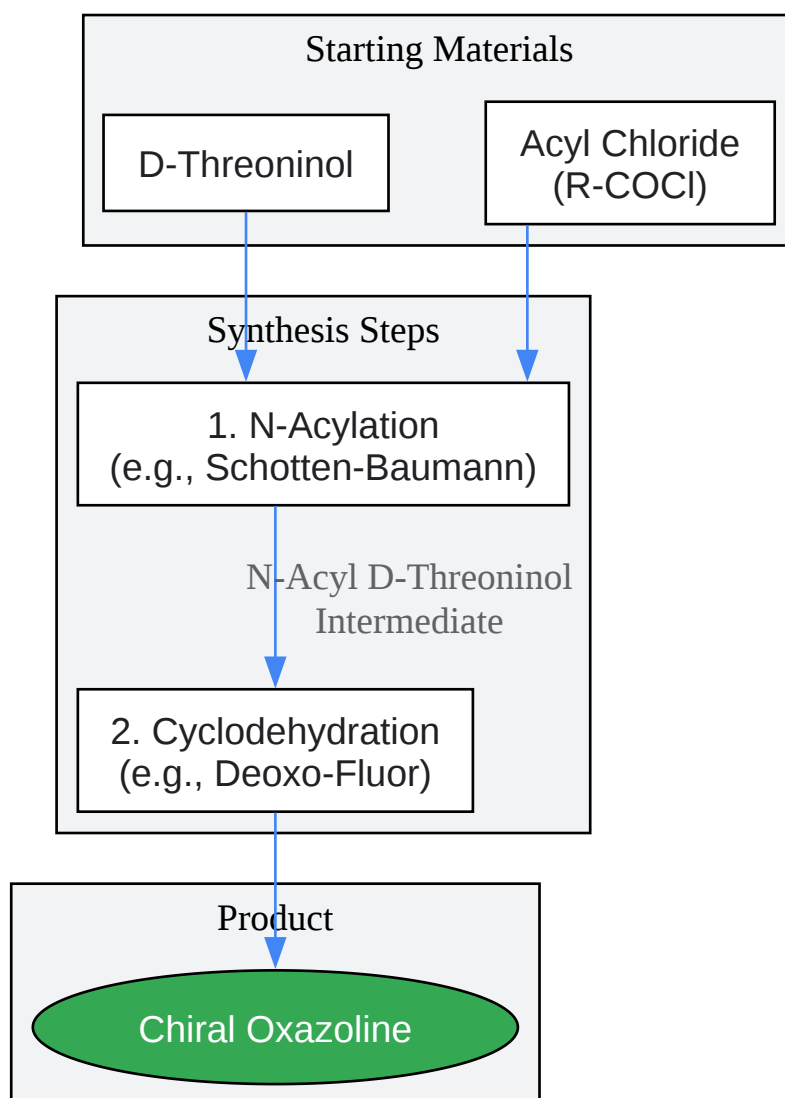 Starting Materials
D-Threoninol
Acyl Chloride
(R-COCl)
Synthesis Steps
1. N-Acylation
(e.g., Schotten-Baumann)
N-Acyl D-Threoninol
Intermediate
2. Cyclodehydration
(e.g., Deoxo-Fluor)
Product
Chiral Oxazoline